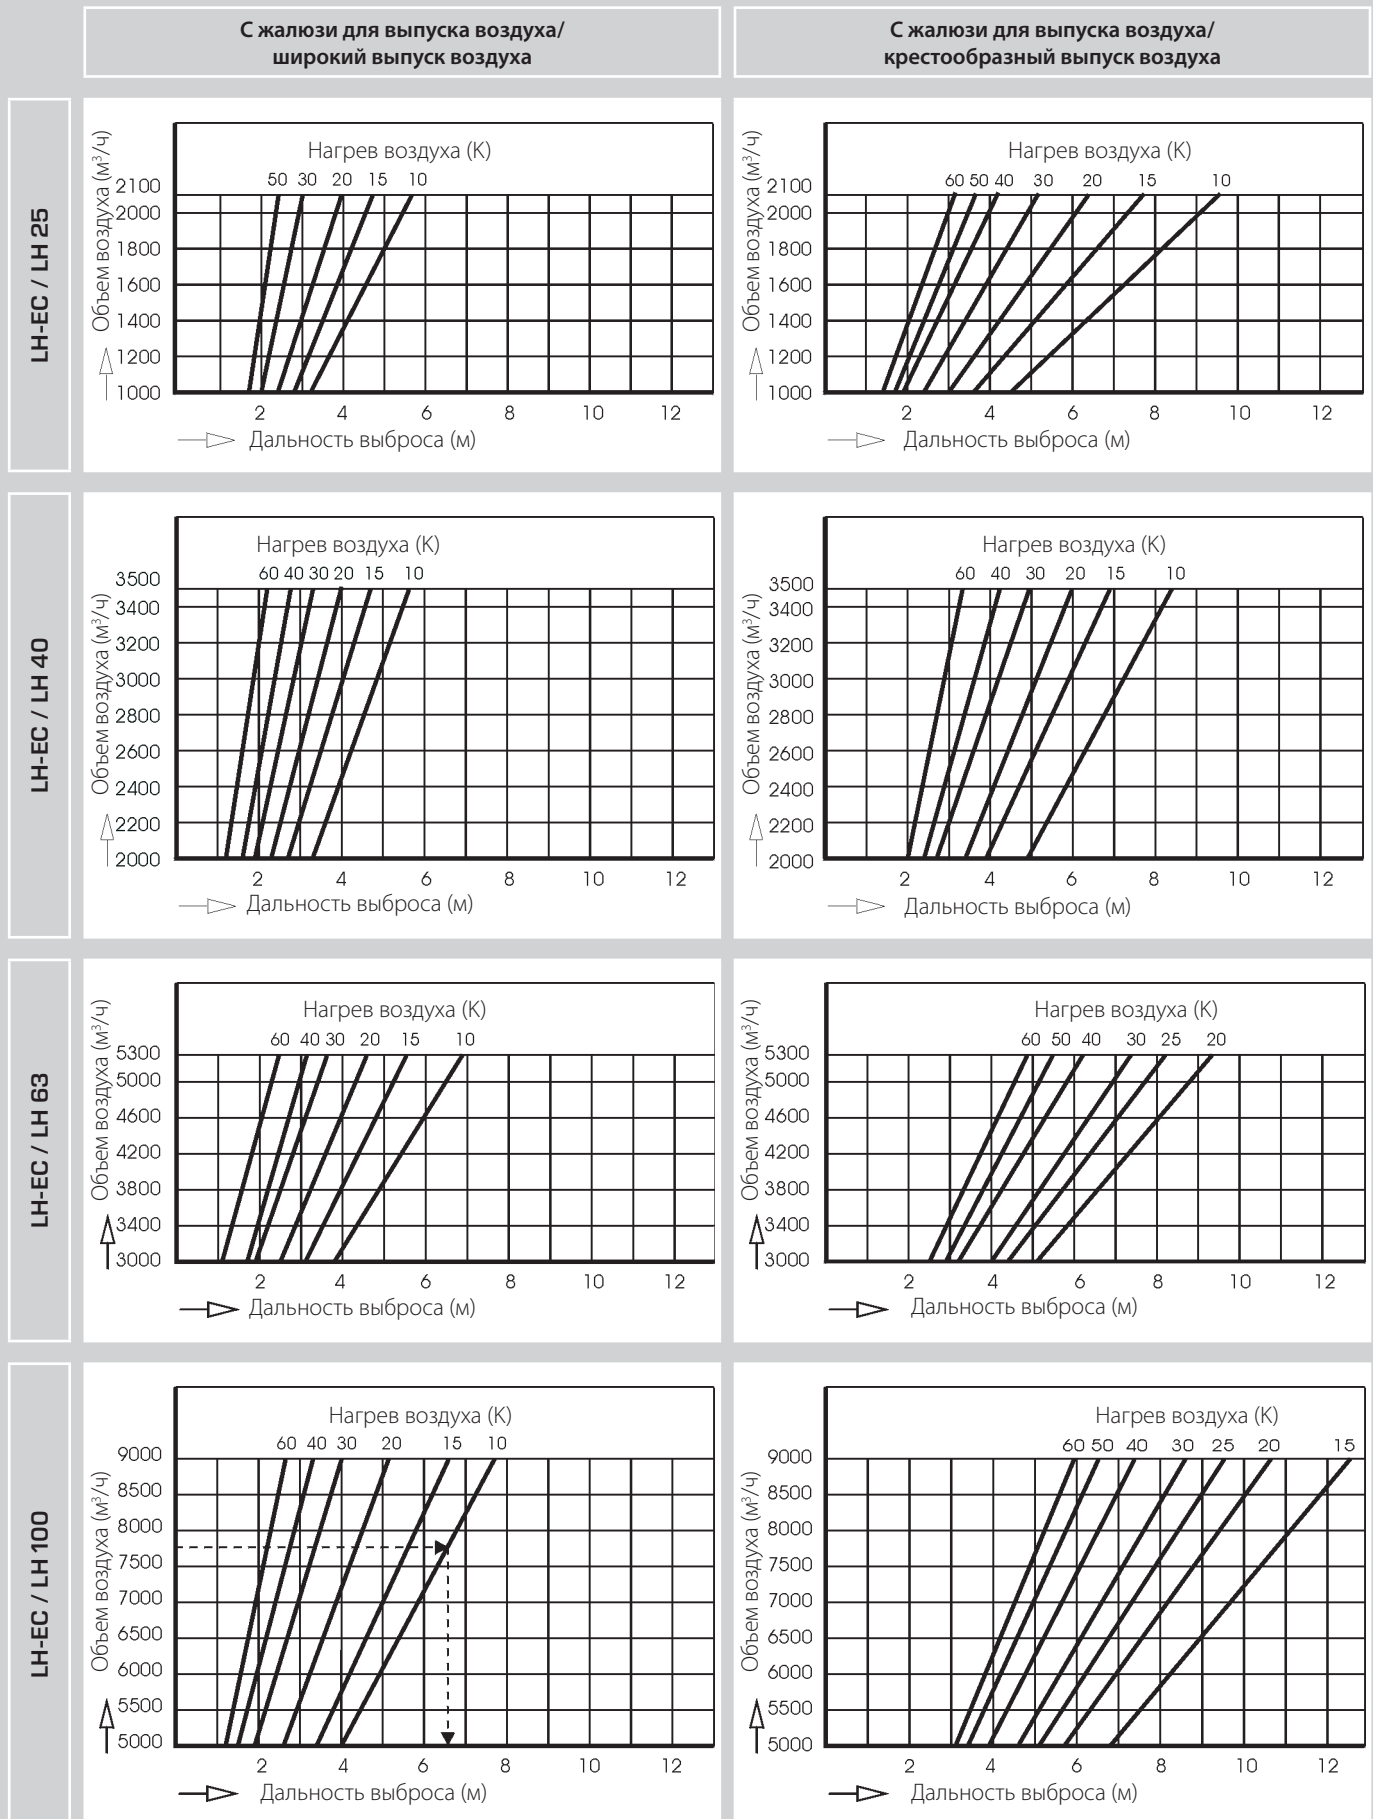 С жалюзи для выпуска воздуха/
широкий выпуск воздуха
С жалюзи для выпуска воздуха/
крестообразный выпуск воздуха
LH-EC / LH 25
Объем воздуха (м³/ч)
Нагрев воздуха (K)
50 30 20 15 10
2100
2000
1800
1600
1400
1200
1000
2 4 6 8 10 12
Дальность выброса (м)
Объем воздуха (м³/ч)
Нагрев воздуха (K)
60 50 40 30 20 15 10
2100
2000
1800
1600
1400
1200
1000
2 4 6 8 10 12
Дальность выброса (м)
LH-EC / LH 40
Объем воздуха (м³/ч)
Нагрев воздуха (K)
60 40 30 20 15 10
3500
3400
3200
3000
2800
2600
2400
2200
2000
2 4 6 8 10 12
Дальность выброса (м)
Объем воздуха (м³/ч)
Нагрев воздуха (K)
60 40 30 20 15 10
3500
3400
3200
3000
2800
2600
2400
2200
2000
2 4 6 8 10 12
Дальность выброса (м)
LH-EC / LH 63
Объем воздуха (м³/ч)
Нагрев воздуха (K)
60 40 30 20 15 10
5300
5000
4600
4200
3800
3400
3000
2 4 6 8 10 12
Дальность выброса (м)
Объем воздуха (м³/ч)
Нагрев воздуха (K)
60 50 40 30 25 20
5300
5000
4600
4200
3800
3400
3000
2 4 6 8 10 12
Дальность выброса (м)
LH-EC / LH 100
Объем воздуха (м³/ч)
Нагрев воздуха (K)
60 40 30 20 15 10
9000
8500
8000
7500
7000
6500
6000
5500
5000
2 4 6 8 10 12
Дальность выброса (м)
Объем воздуха (м³/ч)
Нагрев воздуха (K)
60 50 40 30 25 20 15
9000
8500
8000
7500
7000
6500
6000
5500
5000
2 4 6 8 10 12
Дальность выброса (м)